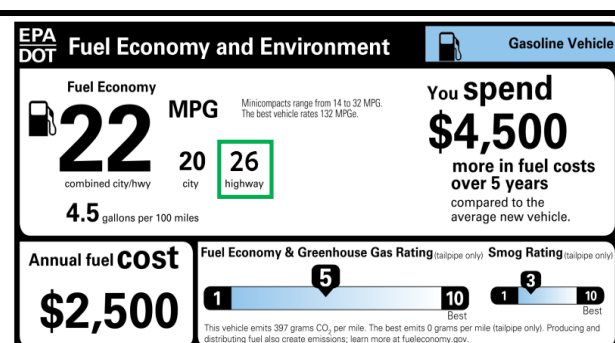 EPA
DOT
Fuel Economy and Environment
Gasoline Vehicle
Fuel Economy
22
MPG
Minicompacts range from 14 to 32 MPG.
The best vehicle rates 132 MPGe.
20
26
combined city/hwy
city
highway
4.5 gallons per 100 miles
You spend
$4,500
more in fuel costs
over 5 years
compared to the
average new vehicle.
Annual fuel cost
$2,500
Fuel Economy & Greenhouse Gas Rating (tailpipe only)
5
1
10
Best
Smog Rating (tailpipe only)
3
1
10
Best
This vehicle emits 397 grams CO2 per mile. The best emits 0 grams per mile (tailpipe only). Producing and
distributing fuel also create emissions; learn more at fueleconomy.gov.